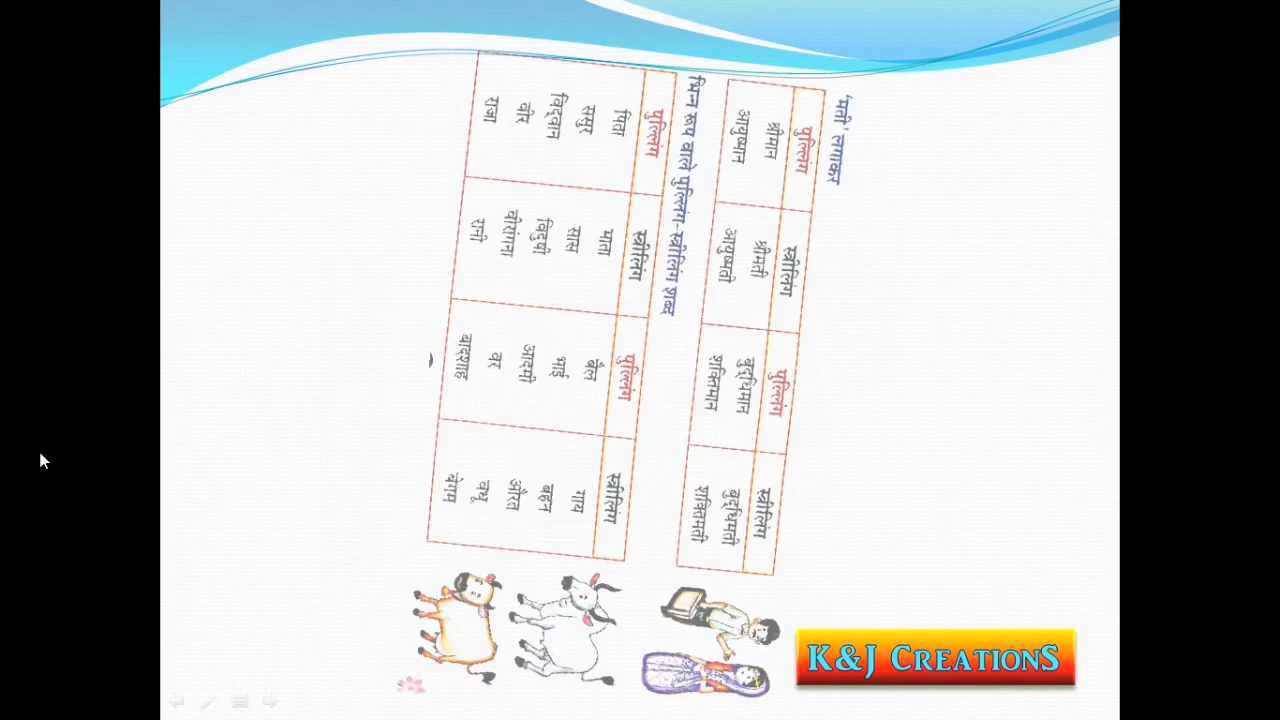 'मती' लगाकर
पुल्लिंग स्त्रीलिंग पुल्लिंग स्त्रीलिंग
श्रीमान श्रीमती बुद्धिमान बुद्धिमती
आयुष्मान आयुष्मती शक्तिमान शक्तिमती
भिन्न रूप वाले पुल्लिंग-स्त्रीलिंग शब्द
पुल्लिंग स्त्रीलिंग पुल्लिंग स्त्रीलिंग
पिता माता बैल गाय
ससुर सास भाई बहन
विद्वान विदुषी आदमी औरत
वीर वीरांगना वर वधू
राजा रानी बादशाह बेगम
K&J CREATIONS